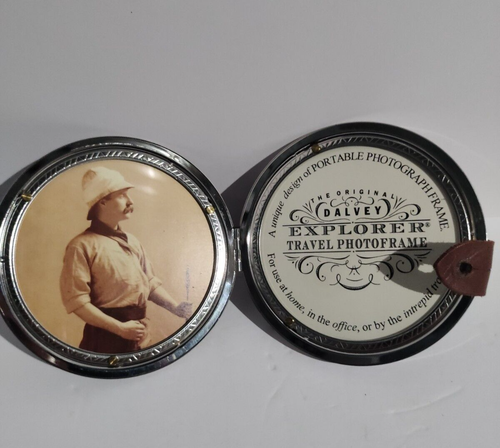 A unique design of PORTABLE PHOTOGRAPH FRAME.
THE ORIGINAL
DALVEY
EXPLORER®
TRAVEL PHOTOFRAME
For use at home, in the office, or by the intrepid